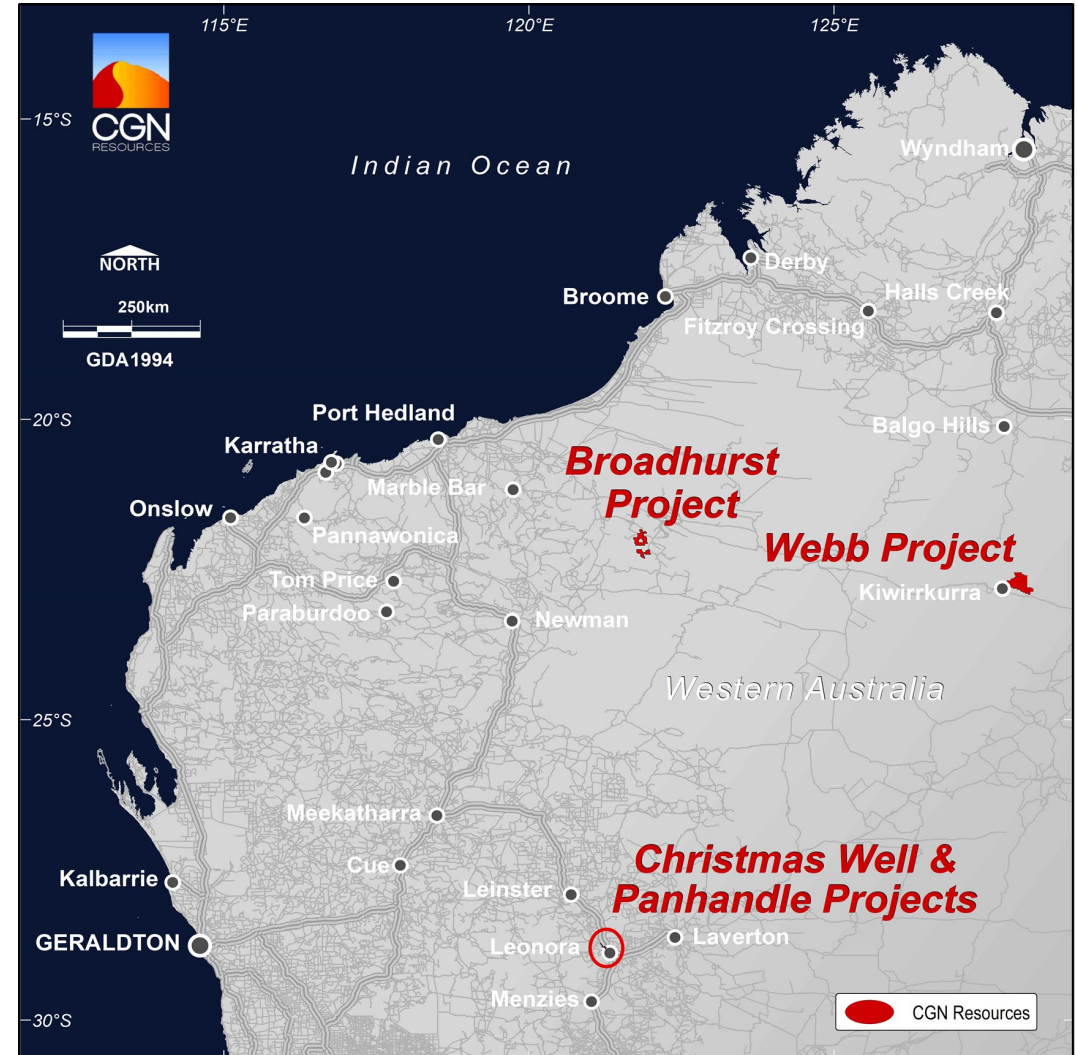 115°E
120°E
125°E
CGN
RESOURCES
15°S
Indian Ocean
Wyndham
NORTH
Derby
250km
Broome
Halls Creek
Fitzroy Crossing
GDA1994
Port Hedland
20°S
Karratha
Balgo Hills
Broadhurst
Project
Marble Bar
Onslow
Pannawonica
Webb Project
Tom Price
Kiwirrkurra
Paraburdoo
Newman
Western Australia
25°S
Meekatharra
Cue
Christmas Well &
Panhandle Projects
Kalbarrie
Leinster
GERALDTON
Leonora
Laverton
Menzies
CGN Resources
30°S